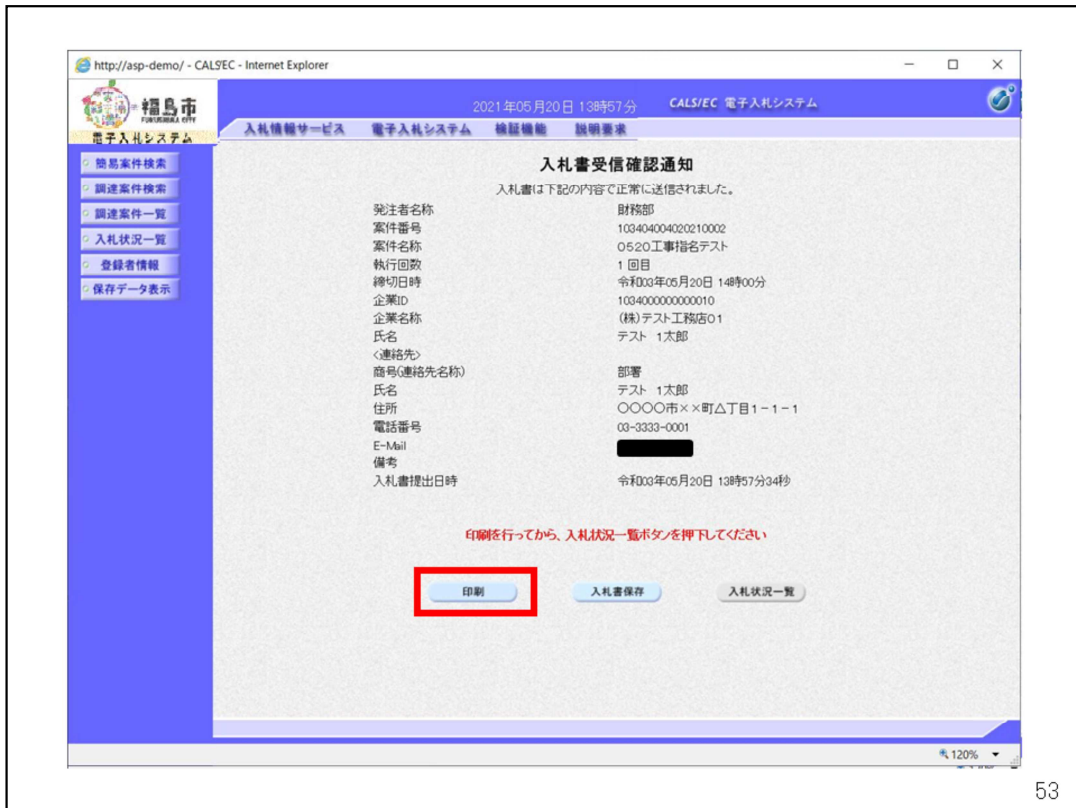 http://asp-demo/ - CALS/EC - Internet Explorer
福島市
FUKUSHIMA CITY
電子入札システム
2021年05月20日 13時57分 CALS/EC 電子入札システム
入札情報サービス 電子入札システム 検証機能 説明要求
簡易案件検索
調達案件検索
調達案件一覧
入札状況一覧
登録者情報
保存データ表示
入札書受信確認通知
入札書は下記の内容で正常に送信されました。
発注者名称 財務部
案件番号 103404004020210002
案件名称 0520工事指名テスト
執行回数 1回目
締切日時 令和03年05月20日 14時00分
企業ID 1034000000000010
企業名称 (株)テスト工務店01
氏名 テスト 1太郎
<連絡先>
商号(連絡先名称) 部署
氏名 テスト 1太郎
住所 〇〇〇〇市××町△丁目1-1-1
電話番号 03-3333-0001
E-Mail
備考
入札書提出日時 令和03年05月20日 13時57分34秒
印刷を行ってから、入札状況一覧ボタンを押下してください
印刷 入札書保存 入札状況一覧
120%
53